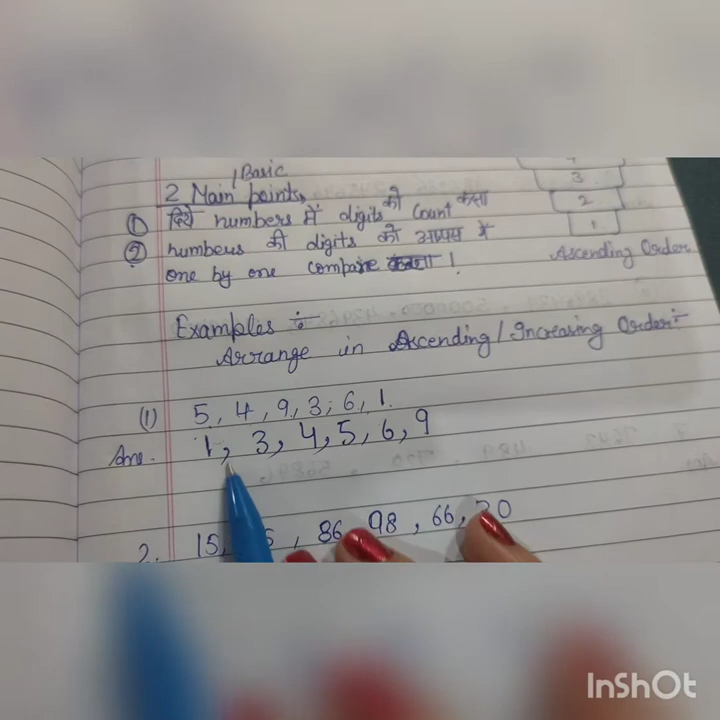 Basic
2 Main points
① दिये numbers में digits को Count करना
② numbers की digits को आपस में
one by one compare करना !
3
2
1
Ascending Order
Examples ÷
Arrange in Ascending / Increasing Order:-
(1) 5, 4, 9, 3, 6, 1.
Ans. 1, 3, 4, 5, 6, 9
2. 15, 86, 98, 66,
InShOt